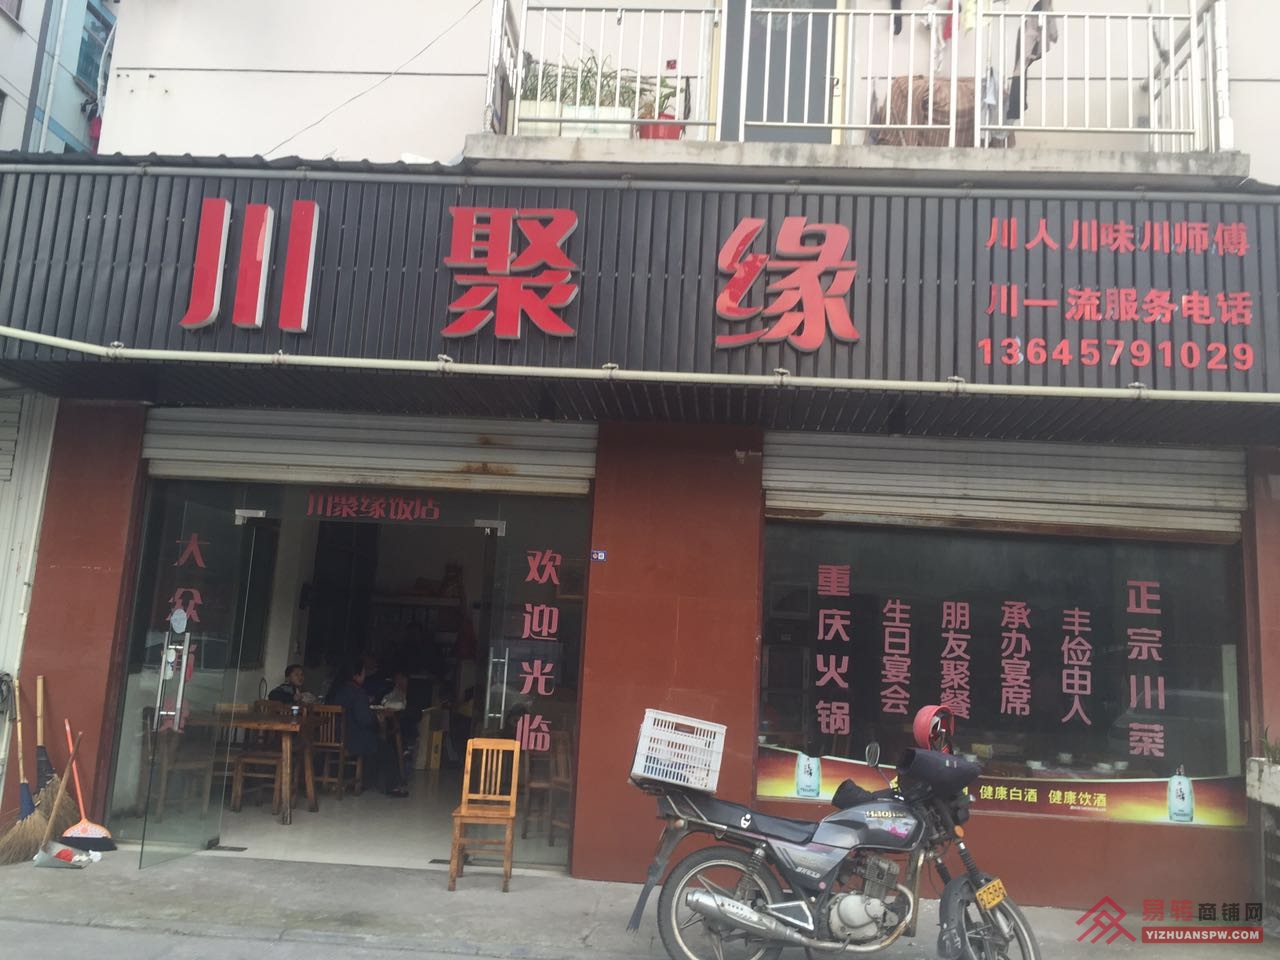 川聚缘
川人川味川师傅
川一流服务电话
13645791029
川聚缘饭店
大众
欢迎光临
重庆火锅
生日宴会
朋友聚餐
承办宴席
丰俭由人
正宗川菜
健康白酒 健康饮酒
Haojue
易转商铺网
YIZHUANSPW.COM